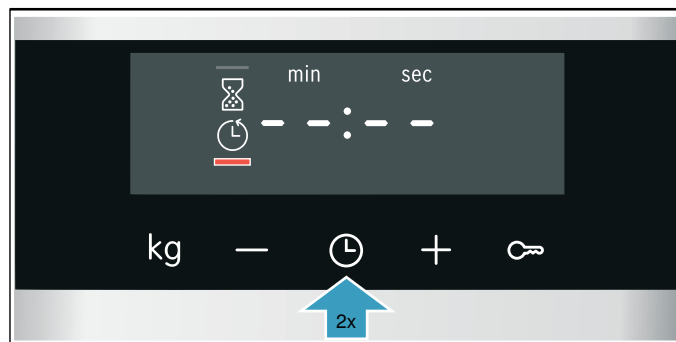 min sec
– –:– –
kg – +
2x